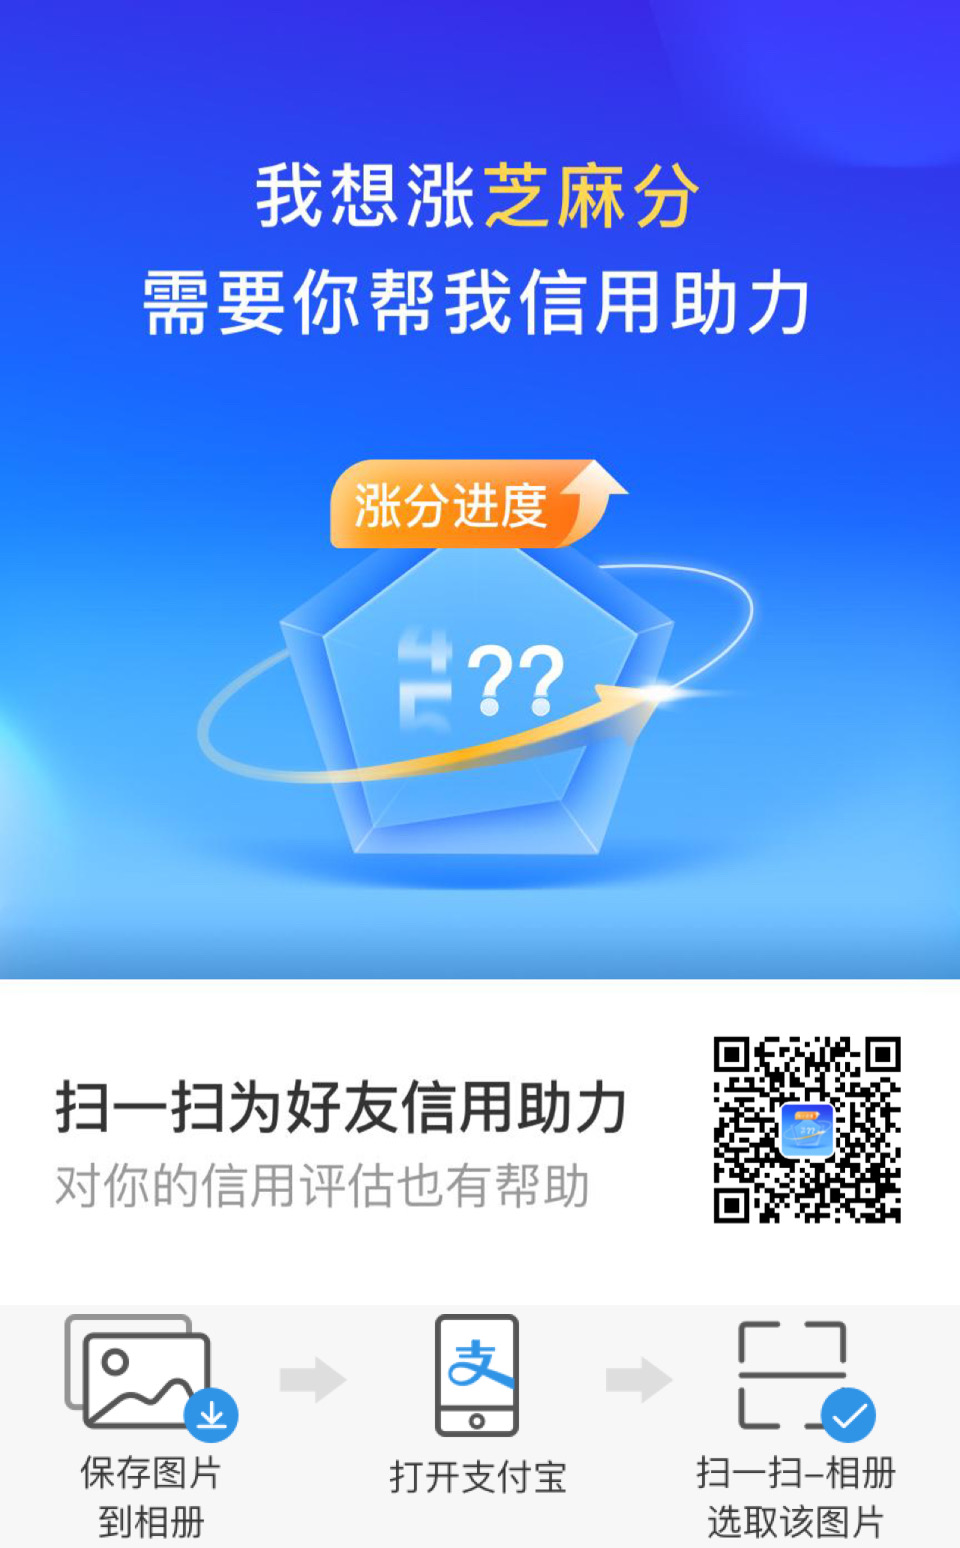 我想涨芝麻分
需要你帮我信用助力
涨分进度
??
扫一扫为好友信用助力
对你的信用评估也有帮助
支
保存图片
到相册
打开支付宝
扫一扫-相册
选取该图片